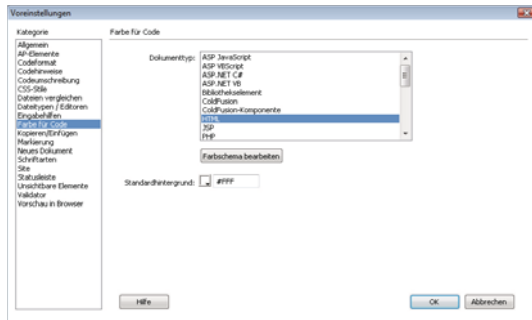 Voreinstellungen
Kategorie
Allgemein
AP-Elemente
Codeformat
Codehinweise
Codeumschreibung
CSS-Stile
Dateien vergleichen
Dateitypen / Editoren
Eingabehilfen
Farbe für Code
Kopieren/Einfügen
Markierung
Neues Dokument
Schriftarten
Site
Statusleiste
Unsichtbare Elemente
Validator
Vorschau in Browser
Farbe für Code
Dokumenttyp:
ASP JavaScript
ASP VBScript
ASP.NET C#
ASP.NET VB
Bibliothekselement
ColdFusion
ColdFusion-Komponente
HTML
JSP
PHP
Farbschema bearbeiten
Standardhintergrund: #FFF
Hilfe OK Abbrechen